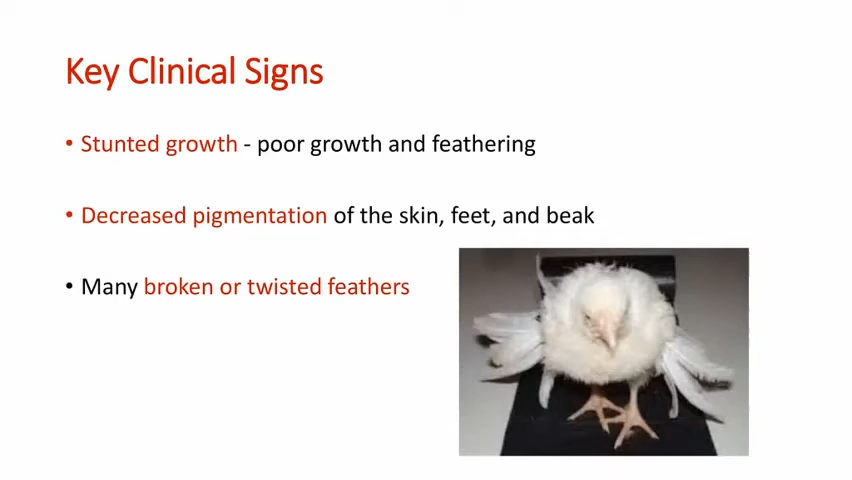 Key Clinical Signs
• Stunted growth - poor growth and feathering
• Decreased pigmentation of the skin, feet, and beak
• Many broken or twisted feathers